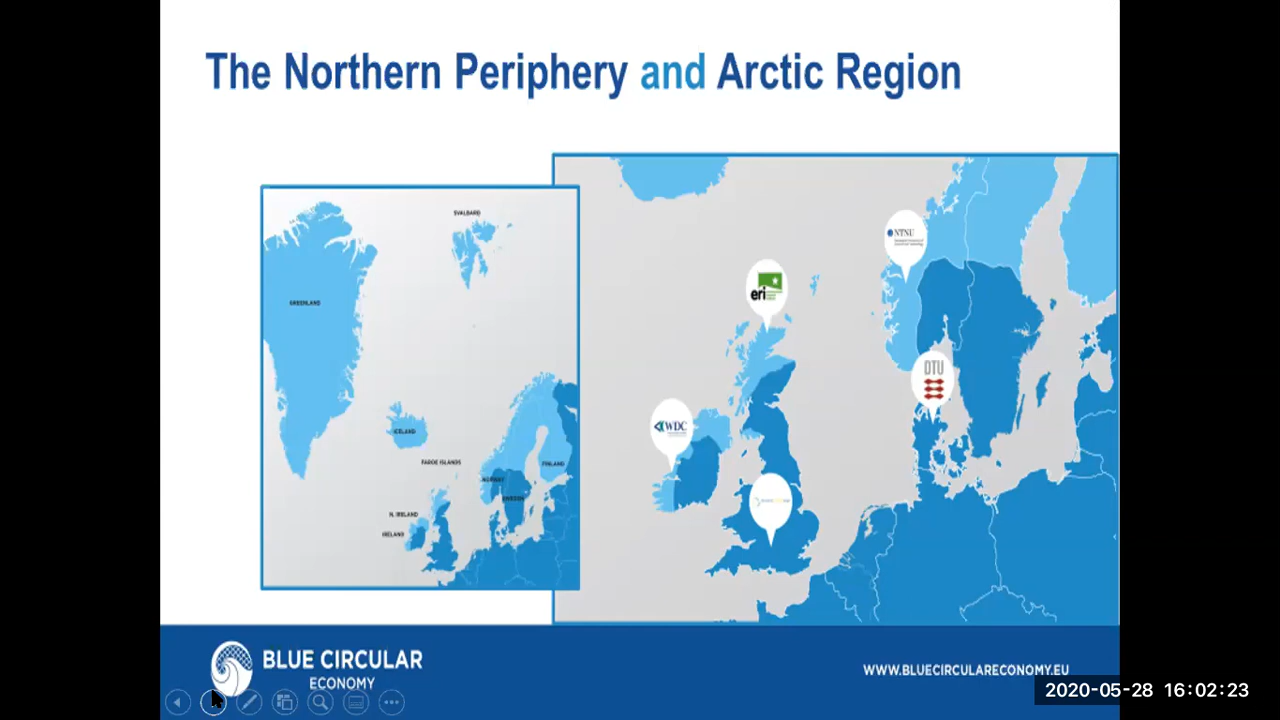 The Northern Periphery and Arctic Region
SVALBARD
GREENLAND
ICELAND
FAROE ISLANDS
FINLAND
NORWAY
SWEDEN
N. IRELAND
IRELAND
NTNU
eri
DTU
WDC
BLUE CIRCULAR
ECONOMY
WWW.BLUECIRCULARECONOMY.EU
2020-05-28 16:02:23